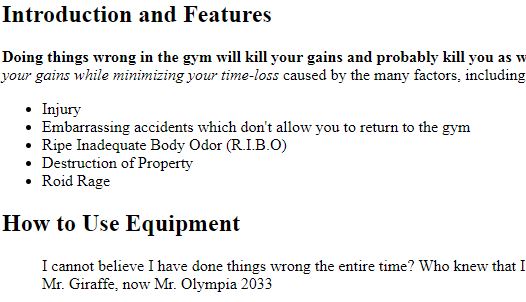 Introduction and Features
Doing things wrong in the gym will kill your gains and probably kill you as
your gains while minimizing your time-loss caused by the many factors, including
Injury
Embarrassing accidents which don't allow you to return to the gym
Ripe Inadequate Body Odor (R.I.B.O)
Destruction of Property
Roid Rage
How to Use Equipment
I cannot believe I have done things wrong the entire time? Who knew that I
Mr. Giraffe, now Mr. Olympia 2033